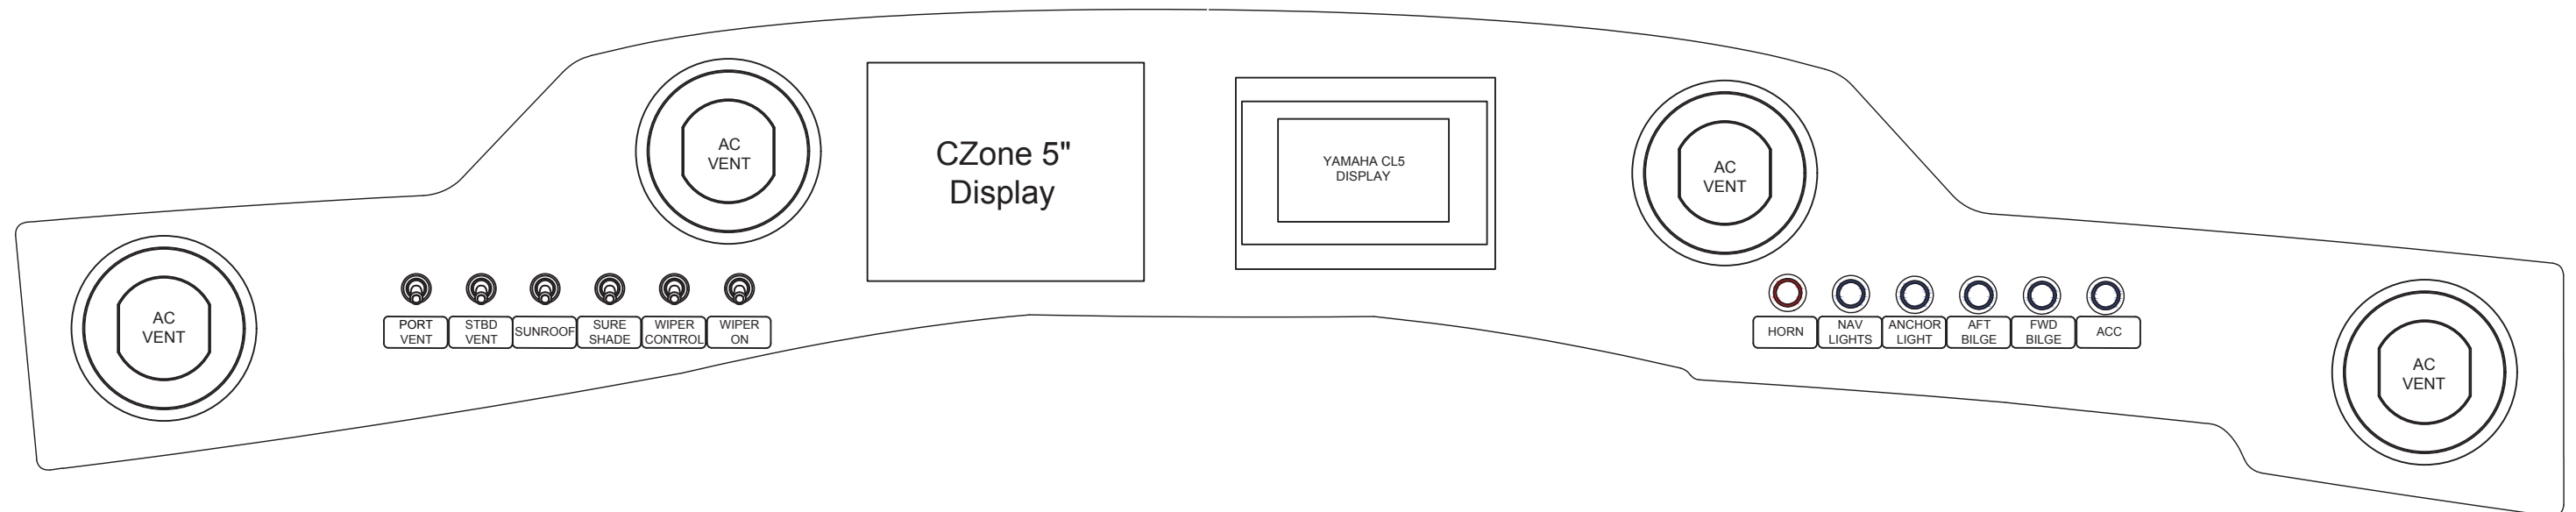 AC
VENT
PORT
VENT
STBD
VENT
SUNROOF
SURE
SHADE
WIPER
CONTROL
WIPER
ON
AC
VENT
CZone 5"
Display
YAMAHA CL5
DISPLAY
AC
VENT
HORN
NAV
LIGHTS
ANCHOR
LIGHT
AFT
BILGE
FWD
BILGE
ACC
AC
VENT